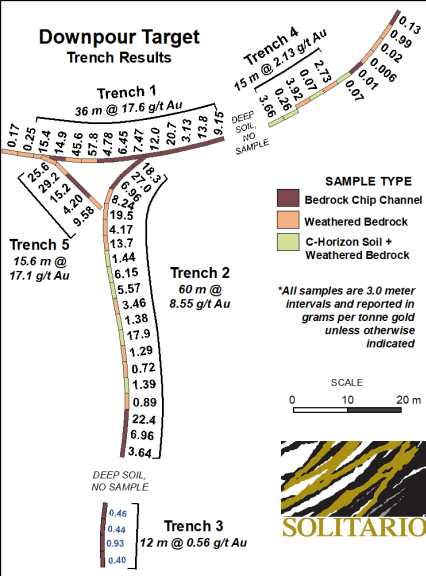 Downpour Target
Trench Results
Trench 1
36 m @ 17.6 g/t Au
0.17
0.25
15.4
14.9
45.6
57.8
4.78
6.45
7.47
12.0
20.7
3.13
13.8
9.15
Trench 4
15 m @ 2.13 g/t Au
DEEP
SOIL,
NO
SAMPLE
3.66
0.26
3.92
0.07
2.73
0.07
0.01
0.006
0.02
0.99
0.13
25.6
29.2
15.2
4.20
9.58
Trench 5
15.6 m @
17.1 g/t Au
18.3
21.0
6.96
8.24
19.5
4.17
13.7
1.44
6.15
5.57
3.46
1.38
17.9
1.29
0.72
1.39
0.89
22.4
6.96
3.64
Trench 2
60 m @
8.55 g/t Au
SAMPLE TYPE
Bedrock Chip Channel
Weathered Bedrock
C-Horizon Soil +
Weathered Bedrock
*All samples are 3.0 meter
intervals and reported in
grams per tonne gold
unless otherwise
indicated
SCALE
0 10 20 m
DEEP SOIL,
NO SAMPLE
0.46
0.44
0.93
0.40
Trench 3
12 m @ 0.56 g/t Au
SOLITARIO